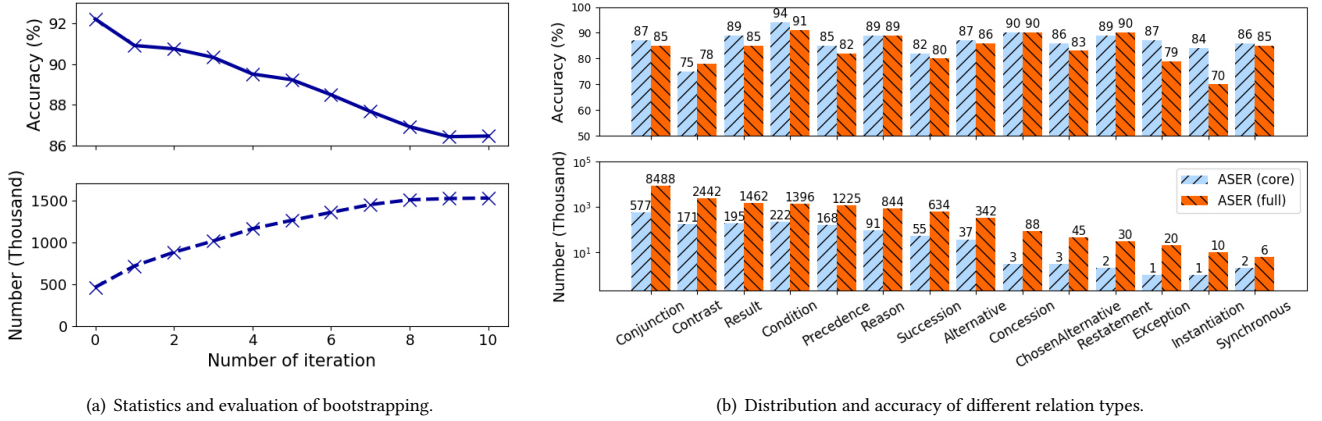 92
90
88
86
Accuracy (%)
1500
1000
500
0
Number (Thousand)
0 2 4 6 8 10
Number of iteration
(a) Statistics and evaluation of bootstrapping.
100
90
80
70
60
50
Accuracy (%)
87 85 75 78 89 85 94 91 85 82 89 89 82 80 87 86 90 90 86 83 89 90 87 79 84 70 86 85
10^5
10^3
10^1
Number (Thousand)
577 8488 171 2442 195 1462 222 1396 168 1225 91 844 55 634 37 342 3 88 3 45 2 30 1 20 1 10 2 6
ASER (core)
ASER (full)
Conjunction
Contrast
Result
Condition
Precedence
Reason
Succession
Alternative
Concession
ChosenAlternative
Restatement
Exception
Instantiation
Synchronous
(b) Distribution and accuracy of different relation types.